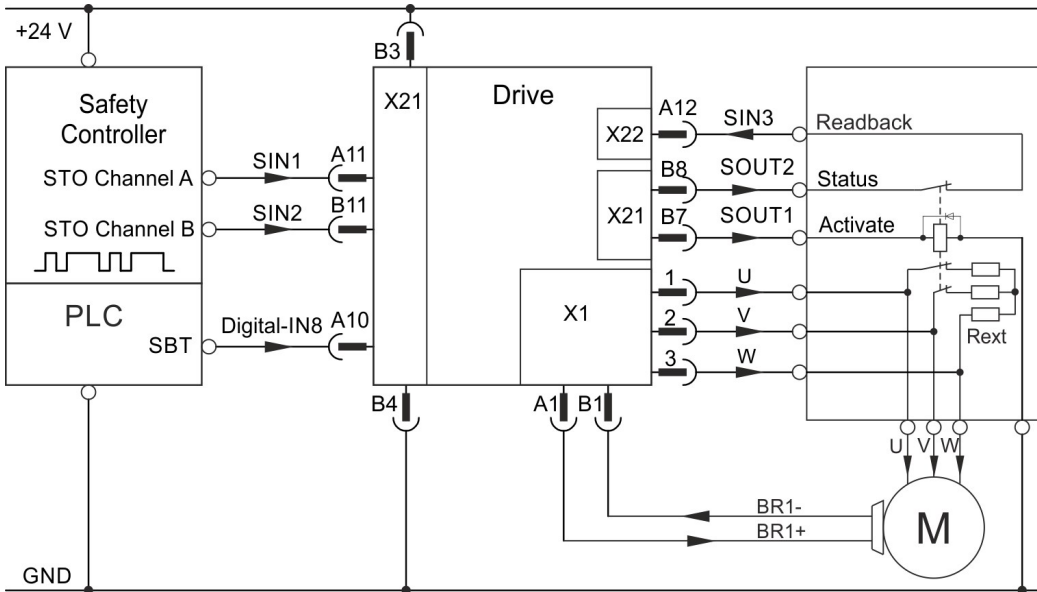 +24 V
Safety
Controller
STO Channel A
STO Channel B
PLC
SBT
GND
SIN1
SIN2
Digital-IN8
A11
B11
A10
B3
X21
Drive
B4
X22
X21
X1
A12
B8
B7
1
2
3
A1
B1
SIN3
SOUT2
SOUT1
U
V
W
Readback
Status
Activate
Rext
U
V
W
BR1-
BR1+
M